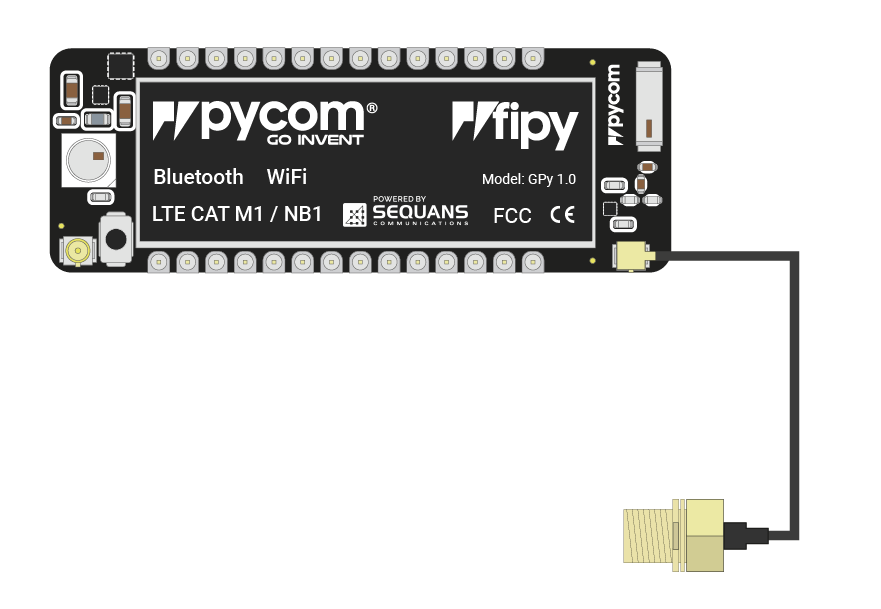 pycom®
GO INVENT
fipy
Bluetooth WiFi
Model: GPy 1.0
LTE CAT M1 / NB1
POWERED BY
SEQUANS
COMMUNICATIONS
FCC CE
pycom